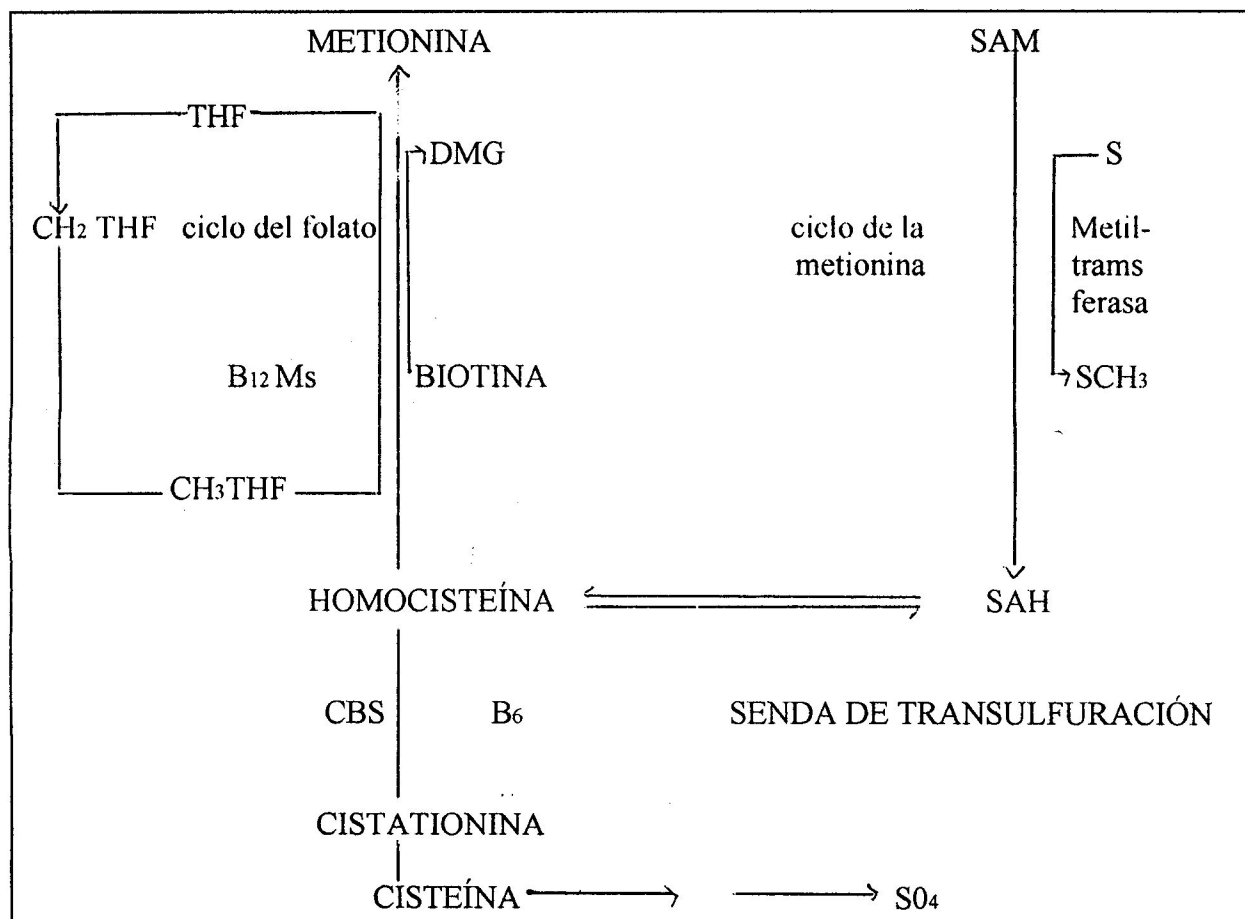 METIONINA SAM
THF
DMG S
CH2 THF ciclo del folato ciclo de la Metil-
metionina trams
ferasa
B12 Ms BIOTINA SCH3
CH3THF
HOMOCISTEÍNA SAH
CBS B6 SENDA DE TRANSULFURACIÓN
CISTATIONINA
CISTEÍNA S04